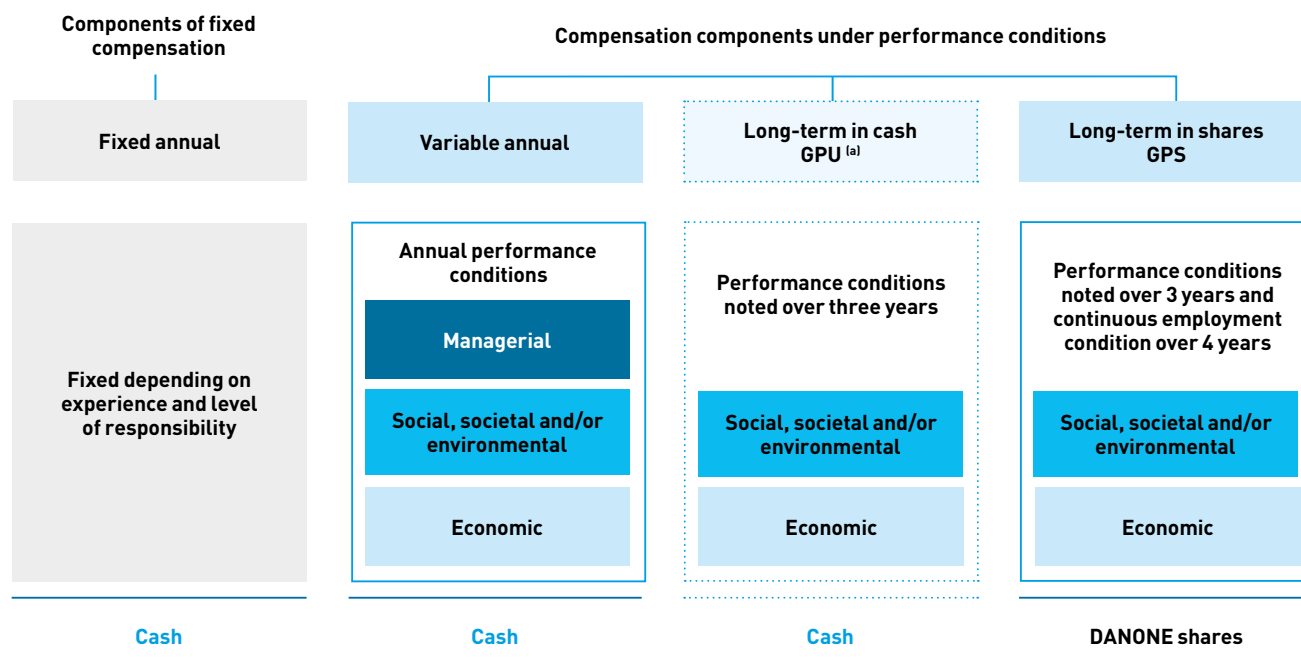 Components of fixed
compensation
Compensation components under performance conditions
Fixed annual
Variable annual
Long-term in cash
GPU (a)
Long-term in shares
GPS
Fixed depending on
experience and level
of responsibility
Annual performance
conditions
Managerial
Social, societal and/or
environmental
Economic
Performance conditions
noted over three years
Social, societal and/or
environmental
Economic
Performance conditions
noted over 3 years and
continuous employment
condition over 4 years
Social, societal and/or
environmental
Economic
Cash
Cash
Cash
DANONE shares